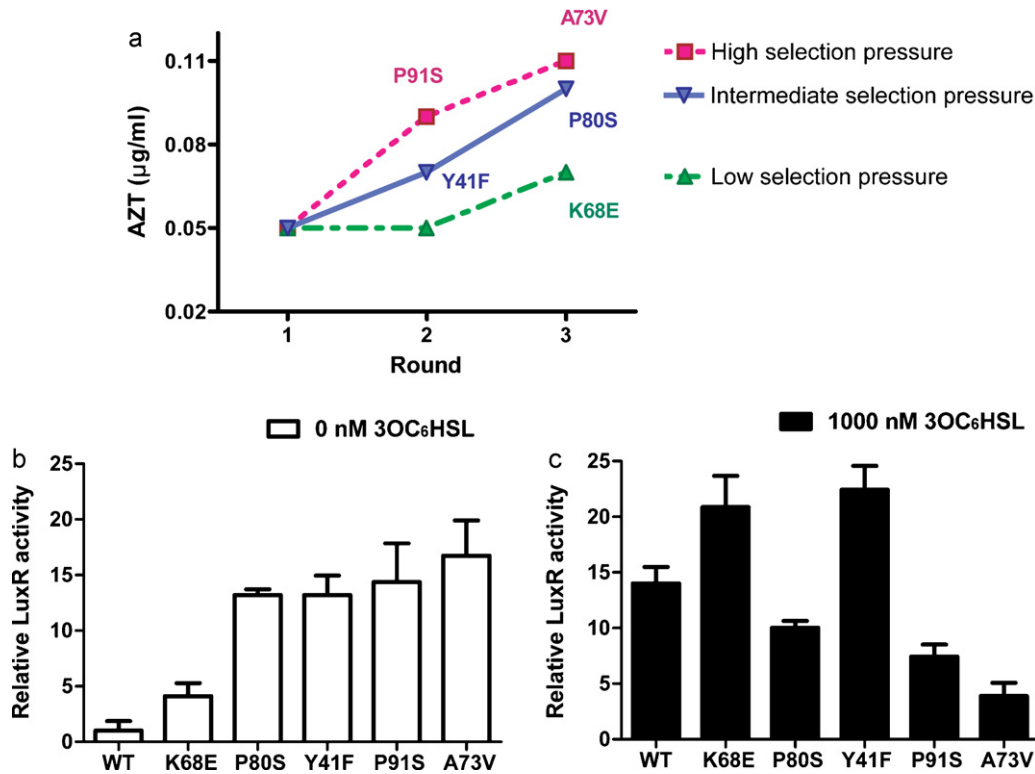 a
A73V
0.11
P91S
High selection pressure
Intermediate selection pressure
0.08
P80S
Y41F
Low selection pressure
K68E
0.05
0.02
AZT (µg/ml)
1 2 3
Round
0 nM 3OC₆HSL
b
25
20
15
10
5
0
Relative LuxR activity
WT K68E P80S Y41F P91S A73V
1000 nM 3OC₆HSL
c
25
20
15
10
5
0
Relative LuxR activity
WT K68E P80S Y41F P91S A73V